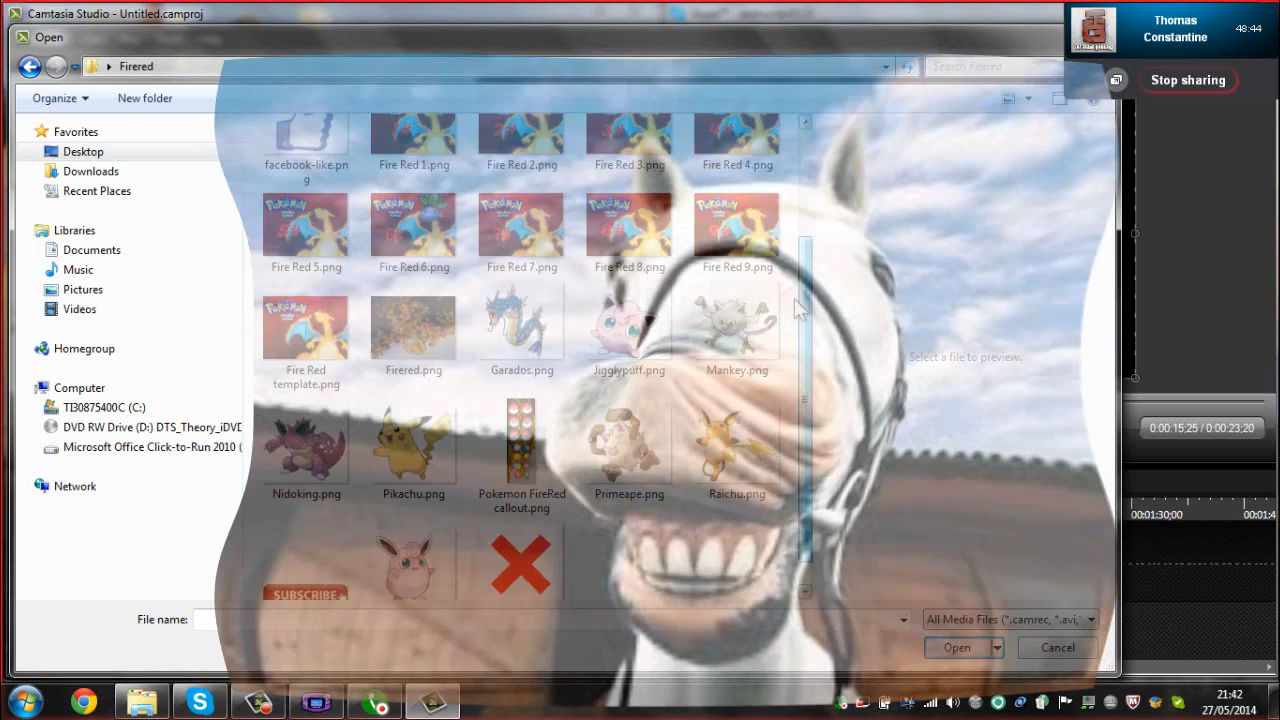 Camtasia Studio - Untitled.camproj
Thomas
Constantine
48:44
Open
Firered
Search Firered
Stop sharing
Organize
New folder
Favorites
Desktop
Downloads
Recent Places
Libraries
Documents
Music
Pictures
Videos
Homegroup
Computer
TI30875400C (C:)
DVD RW Drive (D:) DTS_Theory_iDVD
Microsoft Office Click-to-Run 2010 (
Network
facebook-like.pn
g
Fire Red 1.png
Fire Red 2.png
Fire Red 3.png
Fire Red 4.png
Fire Red 5.png
Fire Red 6.png
Fire Red 7.png
Fire Red 8.png
Fire Red 9.png
Fire Red
template.png
Firered.png
Garados.png
Jigglypuff.png
Mankey.png
Nidoking.png
Pikachu.png
Pokemon FireRed
callout.png
Primeape.png
Raichu.png
SUBSCRIBE
Select a file to preview.
0:00:15;25 / 0:00:23;20
00:01:30;00
00:01:4
File name:
All Media Files (*.camrec, *.avi,
Open
Cancel
21:42
27/05/2014